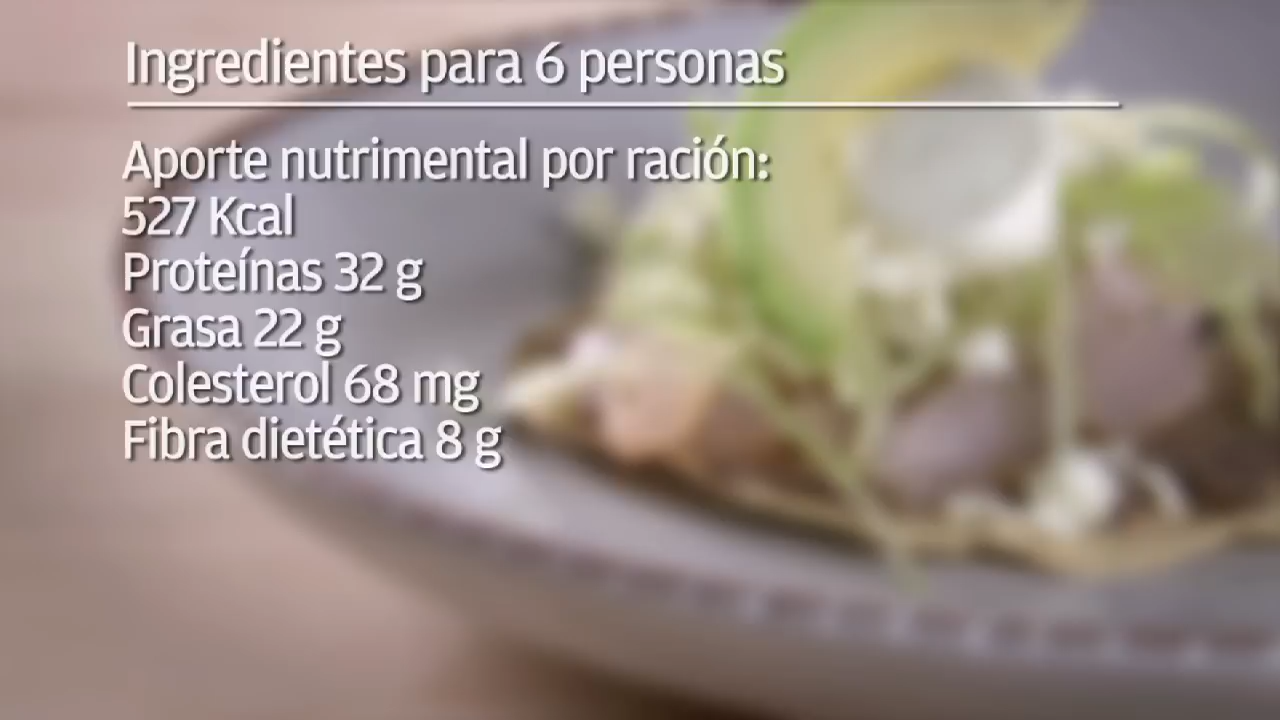 Ingredientes para 6 personas
Aporte nutrimental por ración:
527 Kcal
Proteínas 32 g
Grasa 22 g
Colesterol 68 mg
Fibra dietética 8 g